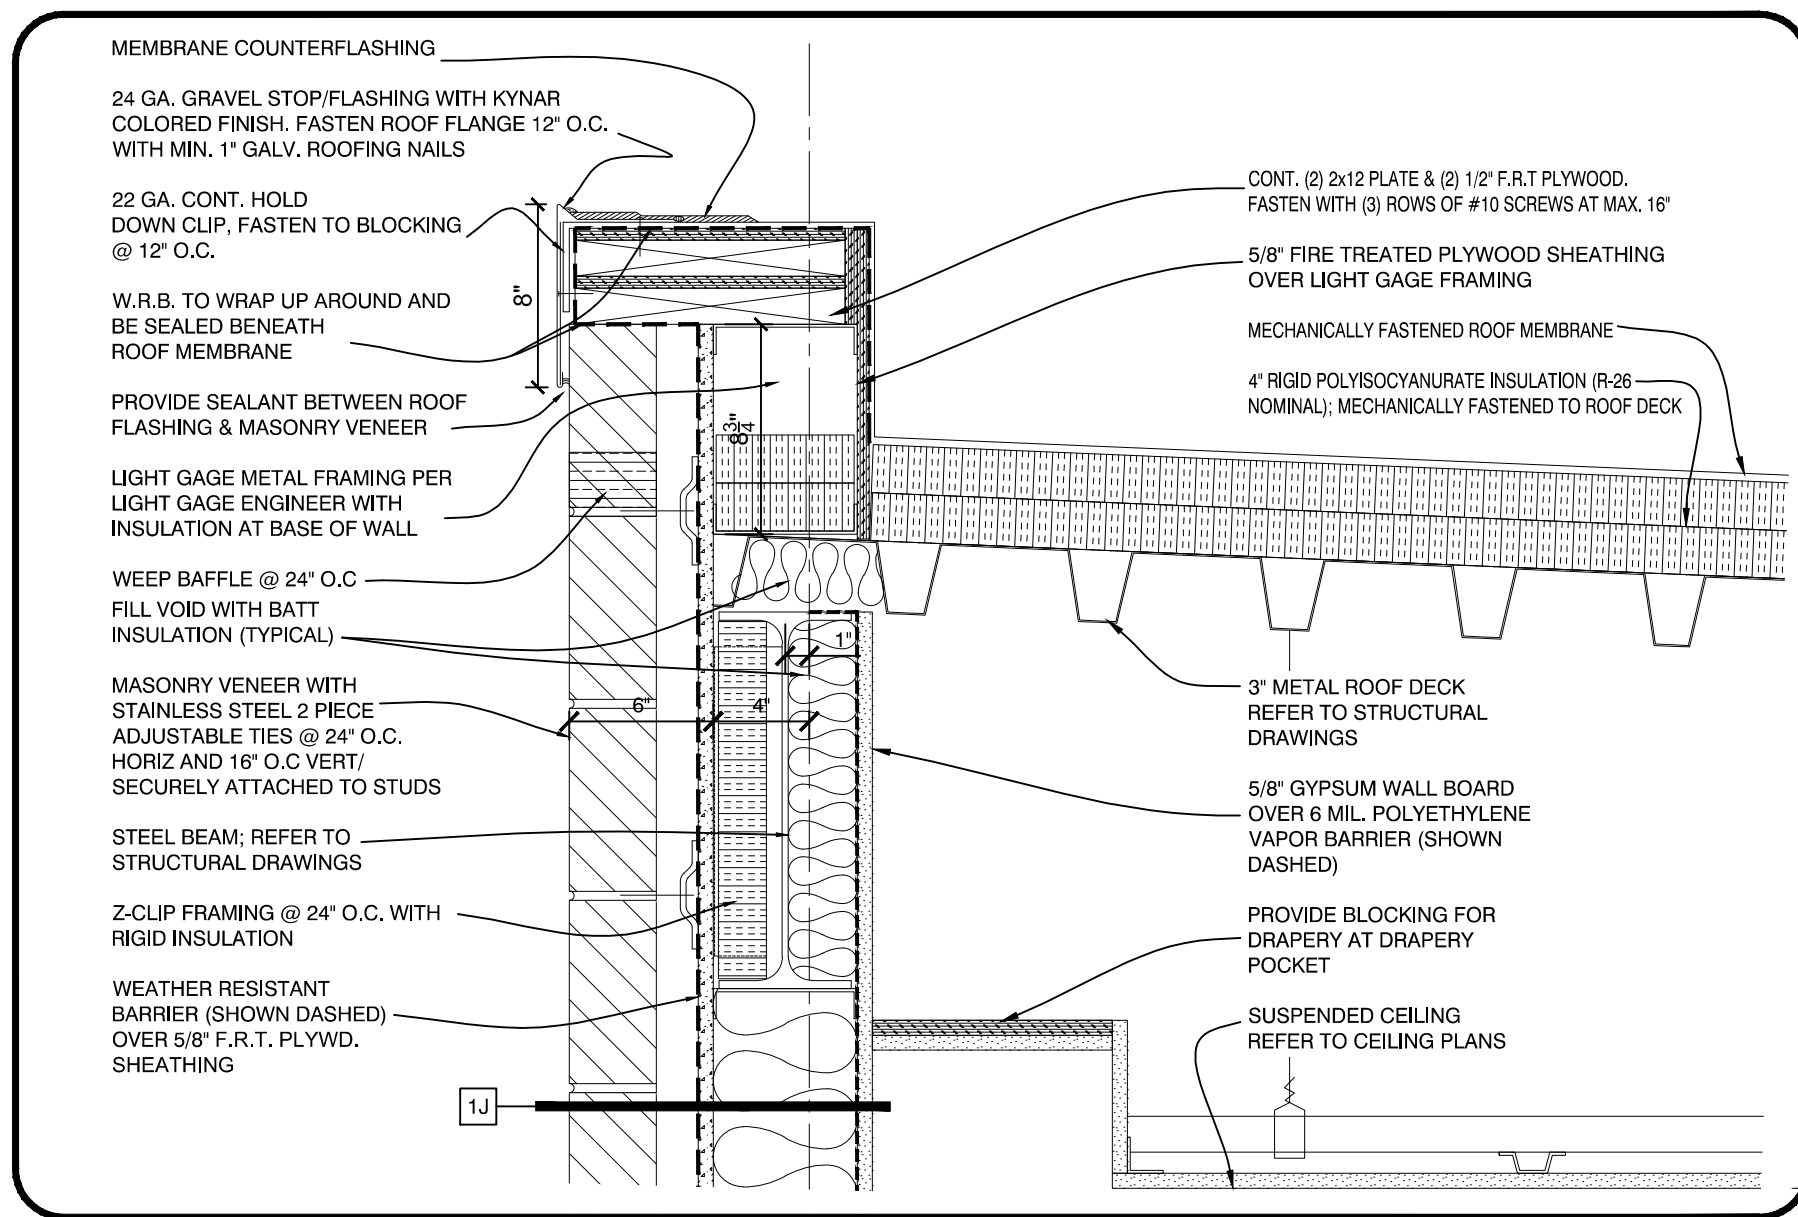 MEMBRANE COUNTERFLASHING
24 GA. GRAVEL STOP/FLASHING WITH KYNAR
COLORED FINISH. FASTEN ROOF FLANGE 12" O.C.
WITH MIN. 1" GALV. ROOFING NAILS
22 GA. CONT. HOLD
DOWN CLIP, FASTEN TO BLOCKING
@ 12" O.C.
W.R.B. TO WRAP UP AROUND AND
BE SEALED BENEATH
ROOF MEMBRANE
PROVIDE SEALANT BETWEEN ROOF
FLASHING & MASONRY VENEER
LIGHT GAGE METAL FRAMING PER
LIGHT GAGE ENGINEER WITH
INSULATION AT BASE OF WALL
WEEP BAFFLE @ 24" O.C
FILL VOID WITH BATT
INSULATION (TYPICAL)
MASONRY VENEER WITH
STAINLESS STEEL 2 PIECE
ADJUSTABLE TIES @ 24" O.C.
HORIZ AND 16" O.C VERT/
SECURELY ATTACHED TO STUDS
STEEL BEAM; REFER TO
STRUCTURAL DRAWINGS
Z-CLIP FRAMING @ 24" O.C. WITH
RIGID INSULATION
WEATHER RESISTANT
BARRIER (SHOWN DASHED)
OVER 5/8" F.R.T. PLYWD.
SHEATHING
1J
8"
8 3/4"
1"
6"
4"
CONT. (2) 2x12 PLATE & (2) 1/2" F.R.T PLYWOOD.
FASTEN WITH (3) ROWS OF #10 SCREWS AT MAX. 16"
5/8" FIRE TREATED PLYWOOD SHEATHING
OVER LIGHT GAGE FRAMING
MECHANICALLY FASTENED ROOF MEMBRANE
4" RIGID POLYISOCYANURATE INSULATION (R-26
NOMINAL); MECHANICALLY FASTENED TO ROOF DECK
3" METAL ROOF DECK
REFER TO STRUCTURAL
DRAWINGS
5/8" GYPSUM WALL BOARD
OVER 6 MIL. POLYETHYLENE
VAPOR BARRIER (SHOWN
DASHED)
PROVIDE BLOCKING FOR
DRAPERY AT DRAPERY
POCKET
SUSPENDED CEILING
REFER TO CEILING PLANS